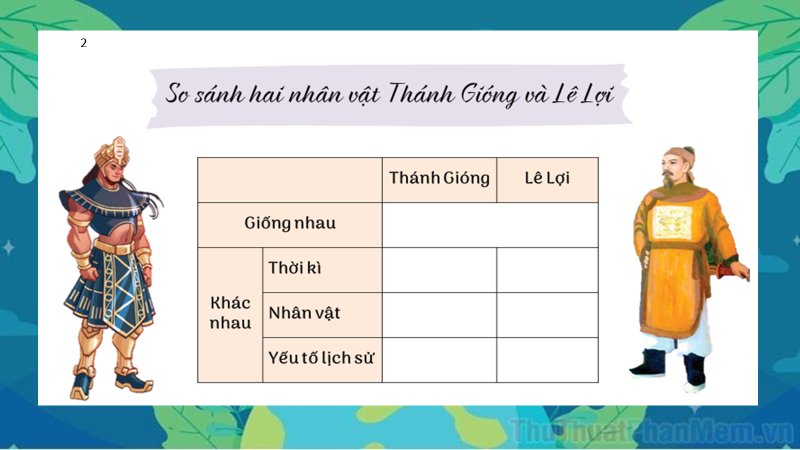 2
So sánh hai nhân vật Thánh Gióng và Lê Lợi
Thánh Gióng Lê Lợi
Giống nhau
Khác nhau
Thời kì
Nhân vật
Yếu tố lịch sử
ThuThuatPhanMem.vn